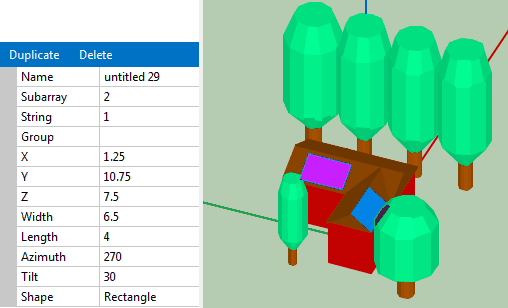 Duplicate Delete
Name untitled 29
Subarray 2
String 1
Group
X 1.25
Y 10.75
Z 7.5
Width 6.5
Length 4
Azimuth 270
Tilt 30
Shape Rectangle